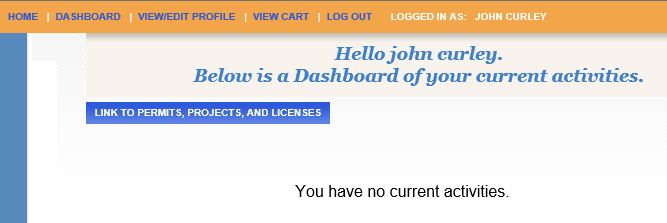 HOME | DASHBOARD | VIEW/EDIT PROFILE | VIEW CART | LOG OUT LOGGED IN AS: JOHN CURLEY
Hello john curley.
Below is a Dashboard of your current activities.
LINK TO PERMITS, PROJECTS, AND LICENSES
You have no current activities.